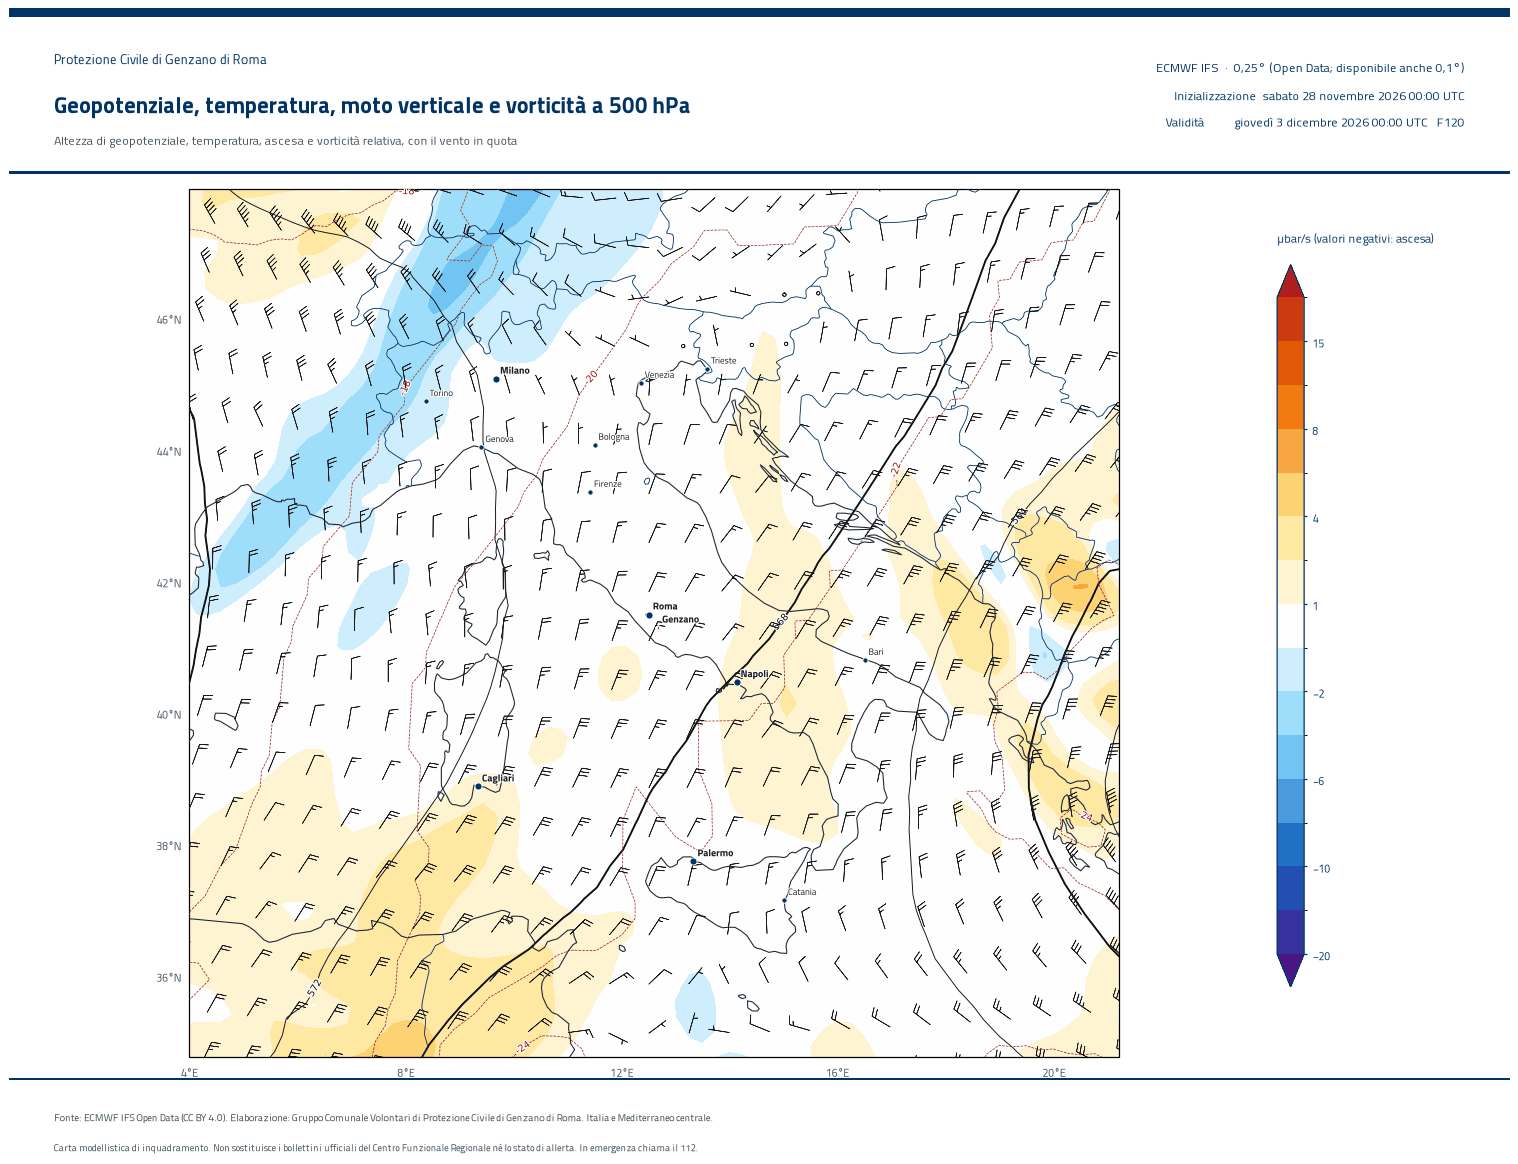 Protezione Civile di Genzano di Roma
ECMWF IFS · 0,25° (Open Data; disponibile anche 0,1°)
Geopotenziale, temperatura, moto verticale e vorticità a 500 hPa
Inizializzazione sabato 28 novembre 2026 00:00 UTC
Altezza di geopotenziale, temperatura, ascesa e vorticità relativa, con il vento in quota
Validità giovedì 3 dicembre 2026 00:00 UTC F120
-18
µbar/s (valori negativi: ascesa)
46°N
15
Trieste
Milano
Venezia
-20
-18
Torino
8
Bologna
Genova
44°N
-22
Firenze
4
42°N
1
Roma
Genzano
568
Bari
Napoli
−2
40°N
Cagliari
−6
-24
38°N
Palermo
−10
Catania
36°N
−20
572
-24
4°E
8°E
12°E
16°E
20°E
Fonte: ECMWF IFS Open Data (CC BY 4.0). Elaborazione: Gruppo Comunale Volontari di Protezione Civile di Genzano di Roma. Italia e Mediterraneo centrale.
Carta modellistica di inquadramento. Non sostituisce i bollettini ufficiali del Centro Funzionale Regionale né lo stato di allerta. In emergenza chiama il 112.